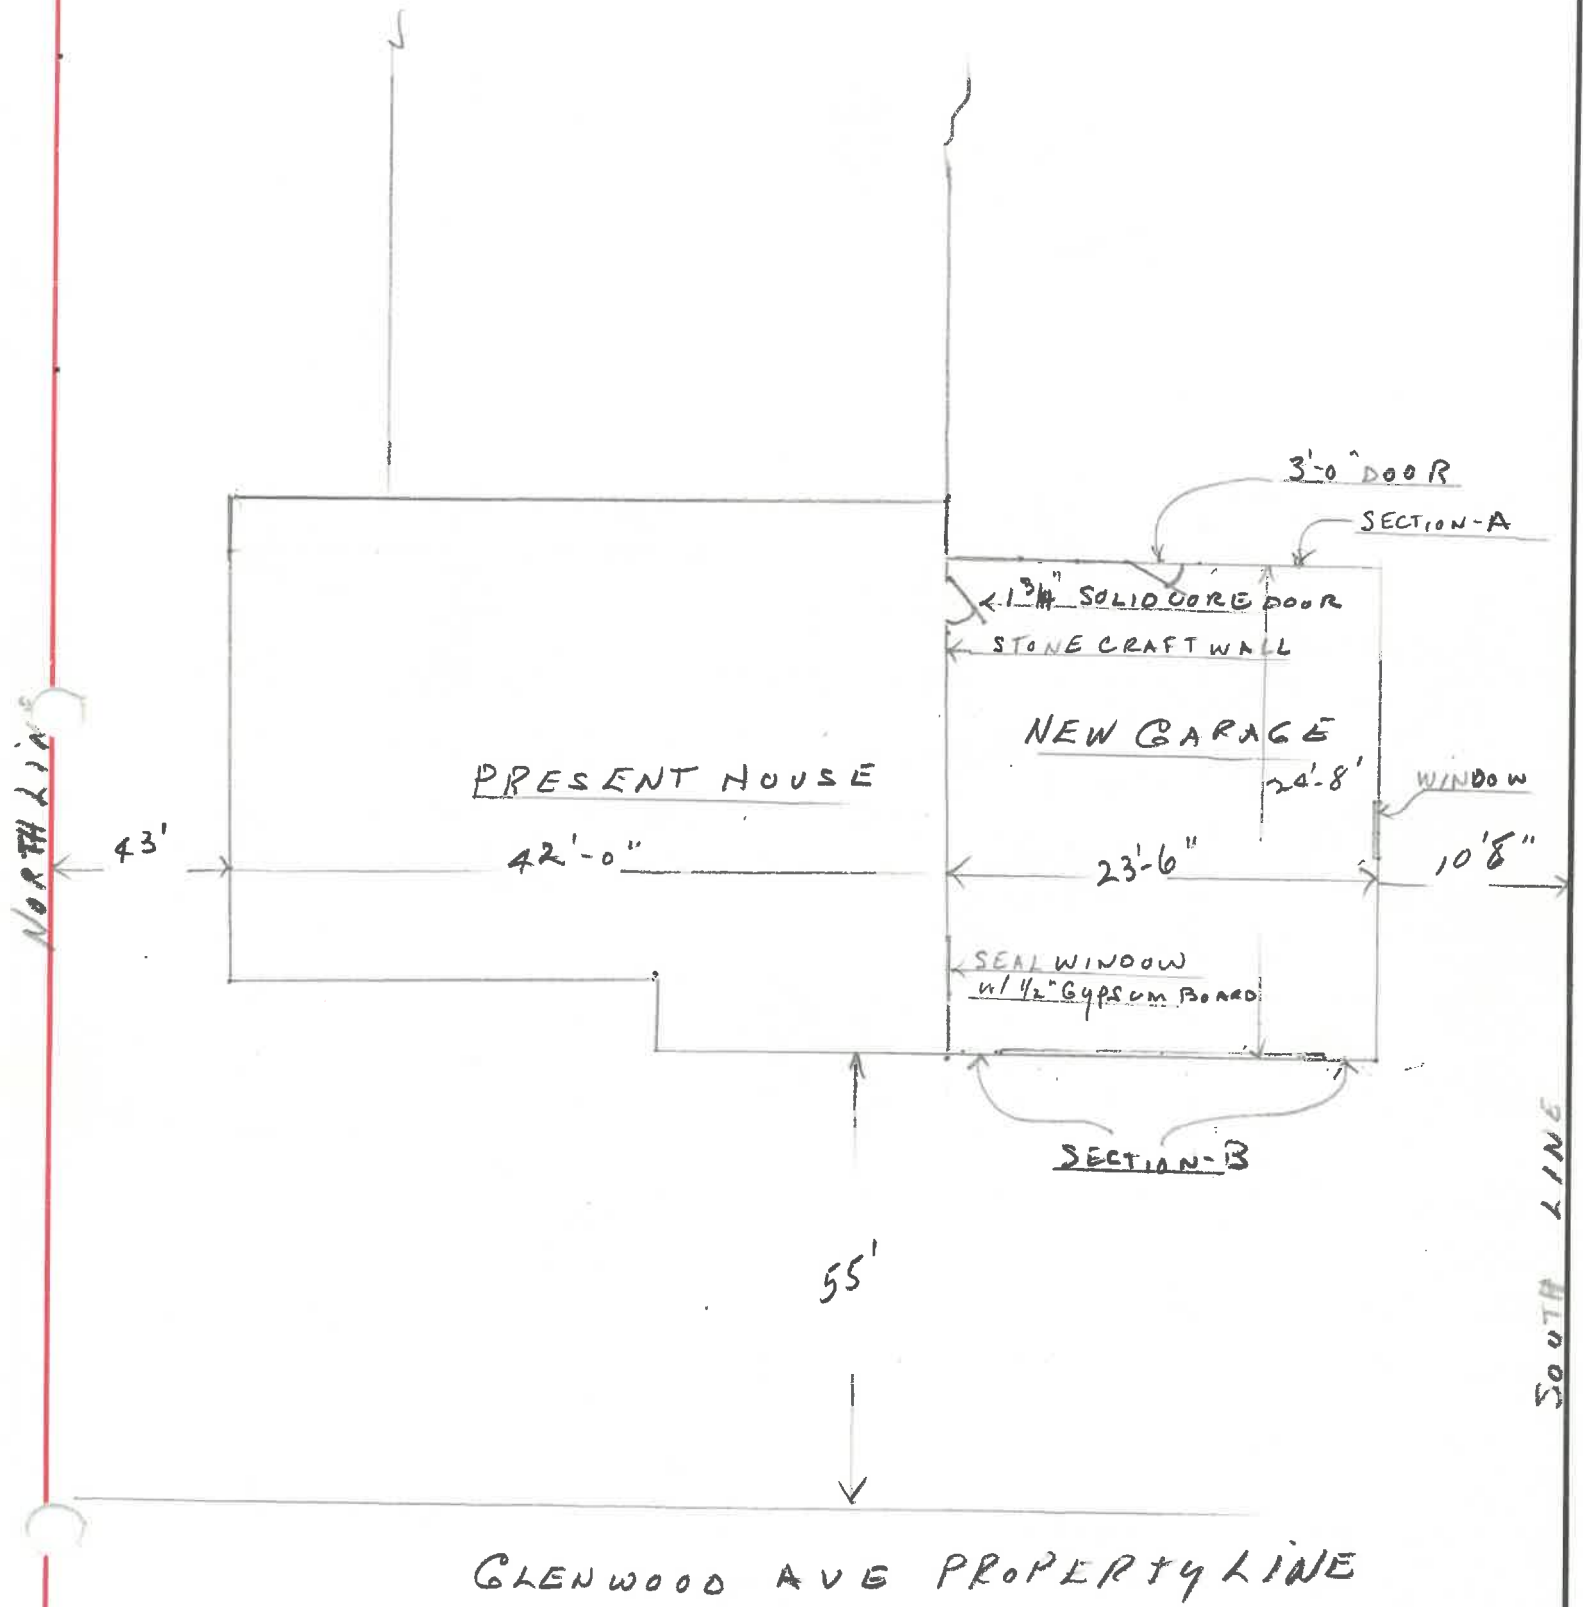 3'-0" DOOR
SECTION-A
1 3/4" SOLID CORE DOOR
STONE CRAFT WALL
NEW GARAGE
PRESENT HOUSE
24'-8'
WINDOW
NORTH LINE
43'
42'-0"
23'-6"
10'8"
SEAL WINDOW
W/ 1/2" GYPSUM BOARD
SECTION-B
SOUTH LINE
55'
GLENWOOD AVE PROPERTY LINE